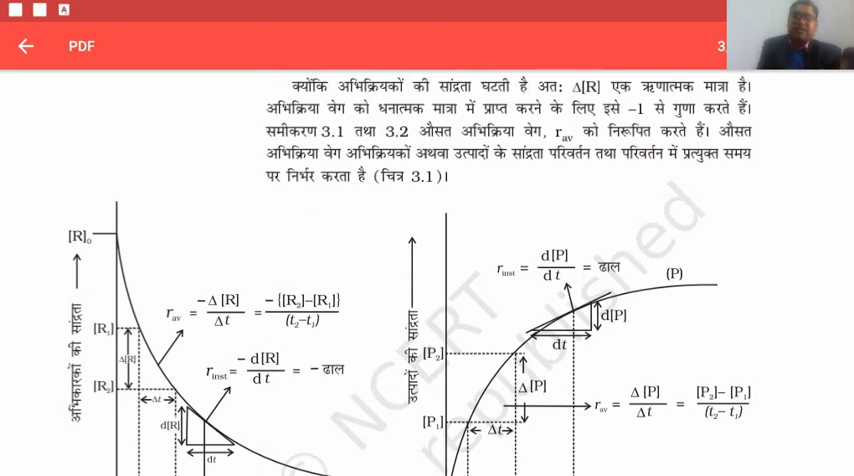 A
PDF
3
क्योंकि अभिक्रियकों की सांद्रता घटती है अतः Δ[R] एक ऋणात्मक मात्रा है।
अभिक्रिया वेग को धनात्मक मात्रा में प्राप्त करने के लिए इसे –1 से गुणा करते हैं।
समीकरण 3.1 तथा 3.2 औसत अभिक्रिया वेग, r_av को निरूपित करते हैं। औसत
अभिक्रिया वेग अभिक्रियकों अथवा उत्पादों के सांद्रता परिवर्तन तथा परिवर्तन में प्रत्युक्त समय
पर निर्भर करता है (चित्र 3.1)।
[R]₀
अभिकारकों की सांद्रता
r_av = –Δ[R]/Δt = –{[R₂]–[R₁]}/(t₂–t₁)
[R₁]
Δ[R]
r_inst = –d[R]/dt = – ढाल
[R₂]
Δt
d[R]
dt
उत्पादों की सांद्रता
r_inst = d[P]/dt = ढाल
(P)
d[P]
dt
[P₂]
Δ[P]
r_av = Δ[P]/Δt = [P₂]–[P₁]/(t₂–t₁)
[P₁]
Δt
© NCERT
republished